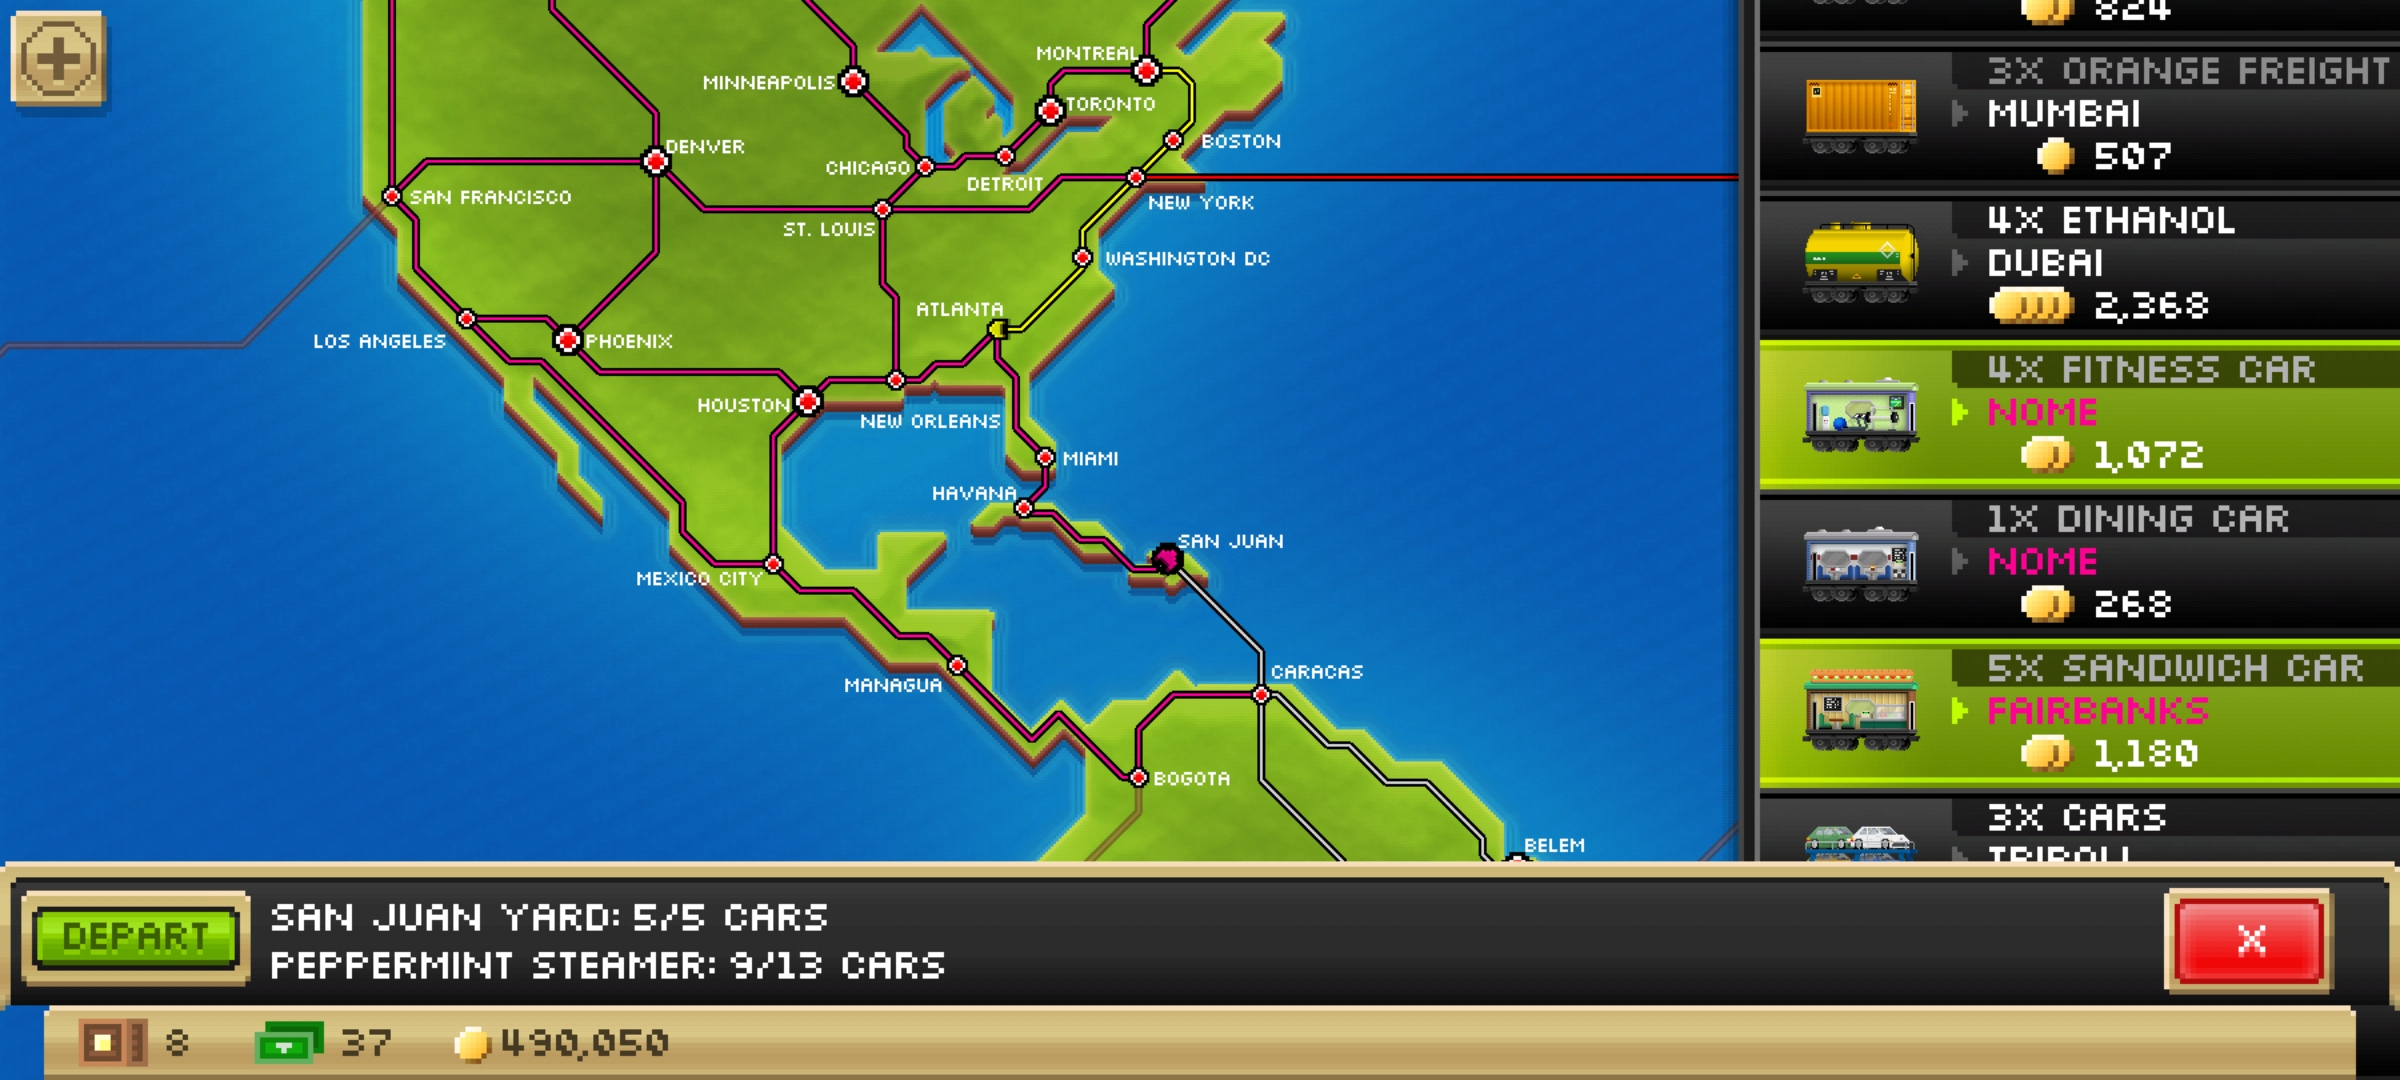 MONTREAL
MINNEAPOLIS
TORONTO
BOSTON
DENVER
CHICAGO
DETROIT
SAN FRANCISCO
NEW YORK
ST. LOUIS
WASHINGTON DC
ATLANTA
LOS ANGELES
PHOENIX
HOUSTON
NEW ORLEANS
MIAMI
HAVANA
SAN JUAN
MEXICO CITY
CARACAS
MANAGUA
BOGOTA
BELEM
824
3X ORANGE FREIGHT
MUMBAI
507
4X ETHANOL
DUBAI
2,368
4X FITNESS CAR
NOME
1,072
1X DINING CAR
NOME
268
5X SANDWICH CAR
FAIRBANKS
1,180
3X CARS
TRIPOLI
DEPART
SAN JUAN YARD: 5/5 CARS
PEPPERMINT STEAMER: 9/13 CARS
X
8 37 490,050